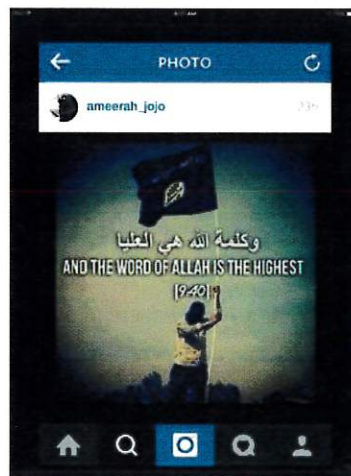 PHOTO
ameerah_jojo
وكلمة الله هي العليا
AND THE WORD OF ALLAH IS THE HIGHEST
[9:40]